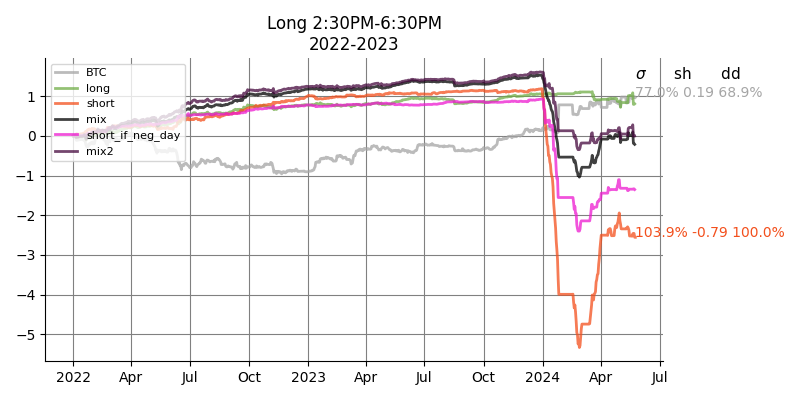 Long 2:30PM-6:30PM
2022-2023
BTC
long
short
mix
short_if_neg_day
mix2
σ sh dd
77.0% 0.19 68.9%
103.9% -0.79 100.0%
1
0
−1
−2
−3
−4
−5
2022 Apr Jul Oct 2023 Apr Jul Oct 2024 Apr Jul